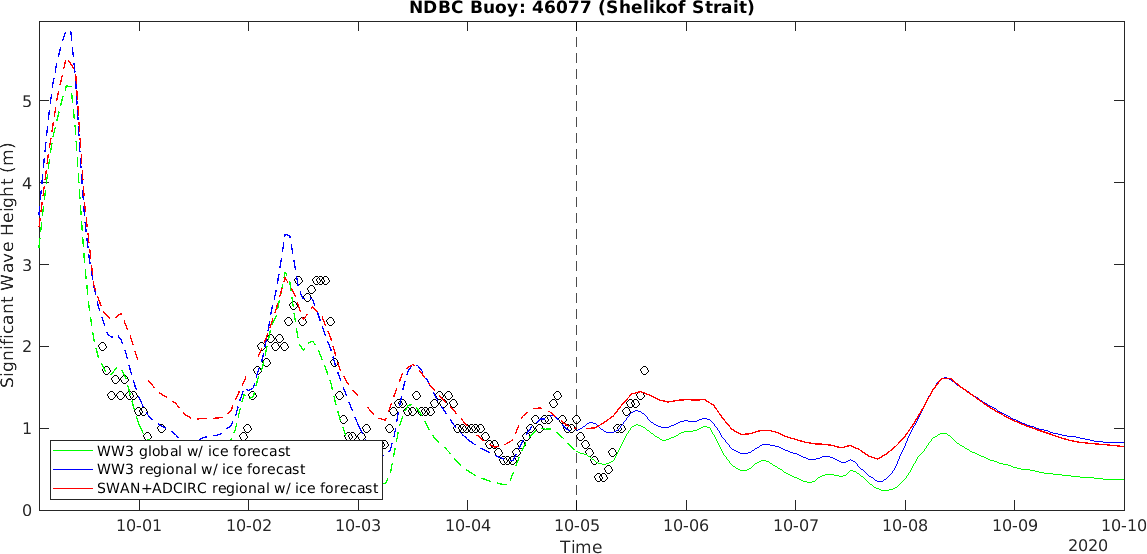 NDBC Buoy: 46077 (Shelikof Strait)
Significant Wave Height (m)
5
4
3
2
1
0
WW3 global w/ ice forecast
WW3 regional w/ ice forecast
SWAN+ADCIRC regional w/ ice forecast
10-01 10-02 10-03 10-04 10-05 10-06 10-07 10-08 10-09 10-10
Time
2020